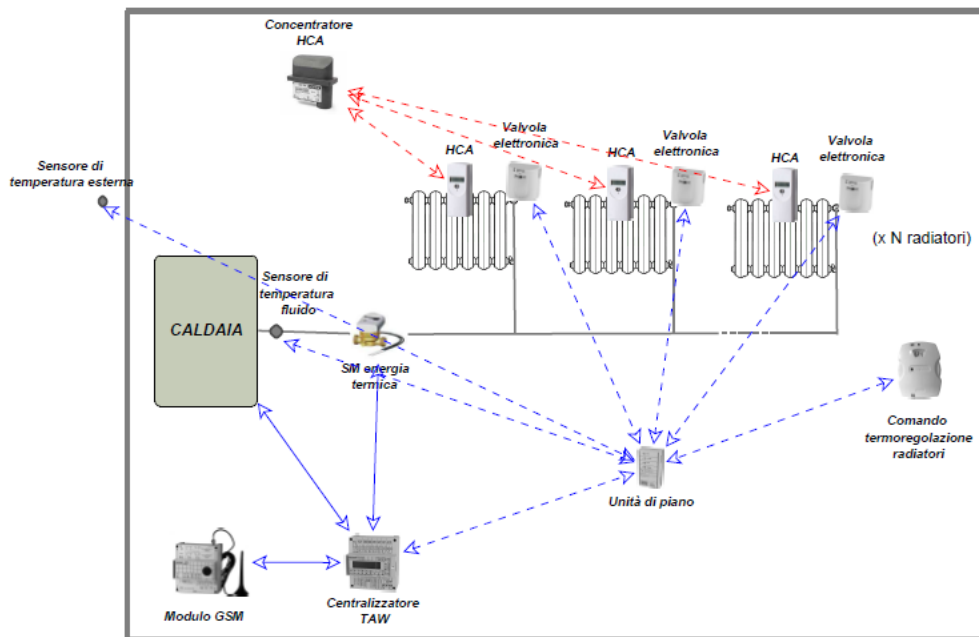 Concentratore
HCA
Valvola
elettronica
HCA
Valvola
elettronica
HCA
Valvola
elettronica
HCA
Sensore di
temperatura esterna
(x N radiatori)
Sensore di
temperatura
fluido
CALDAIA
SM energia
termica
Comando
termoregolazione
radiatori
Unità di piano
Modulo GSM
Centralizzatore
TAW